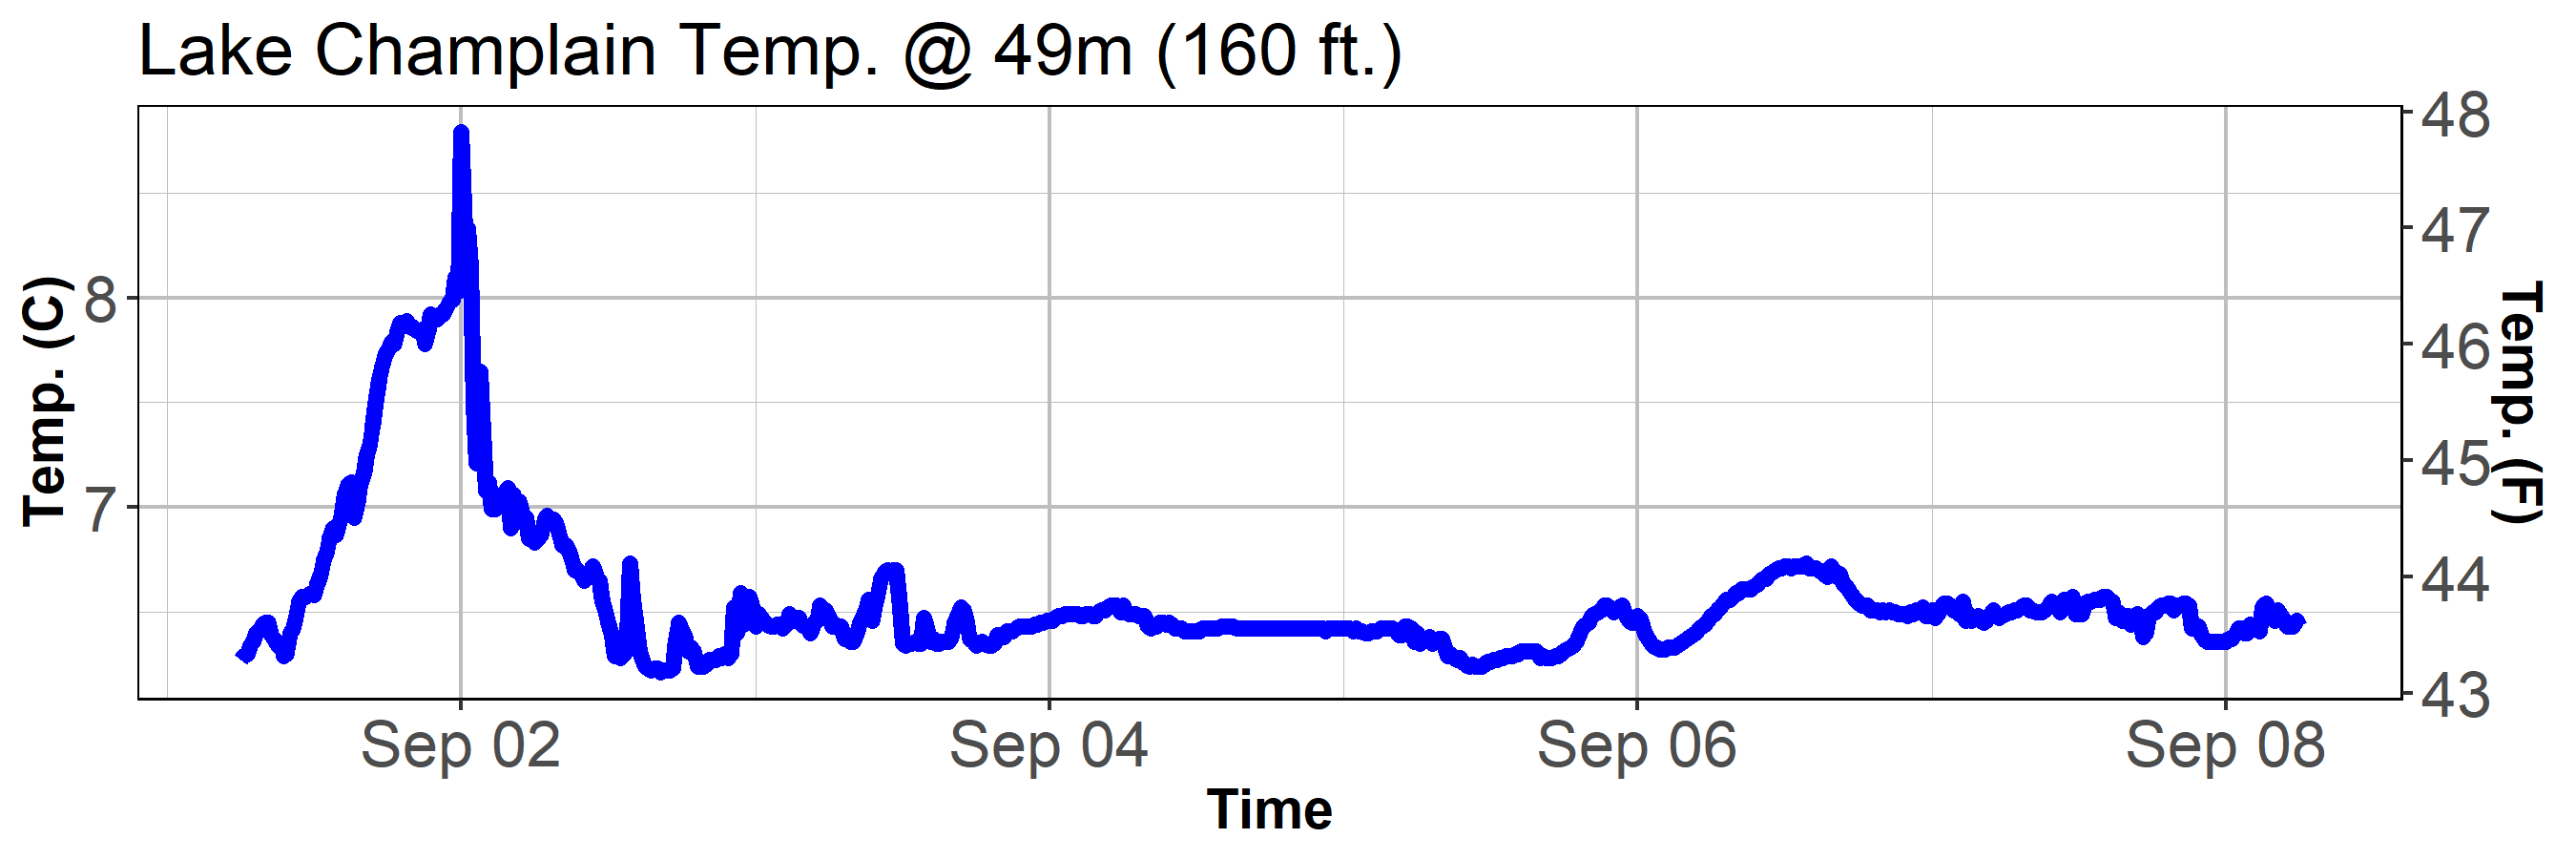 Lake Champlain Temp. @ 49m (160 ft.)
Temp. (C)
8
7
48
47
46
45
44
43
Temp. (F)
Sep 02 Sep 04 Sep 06 Sep 08
Time